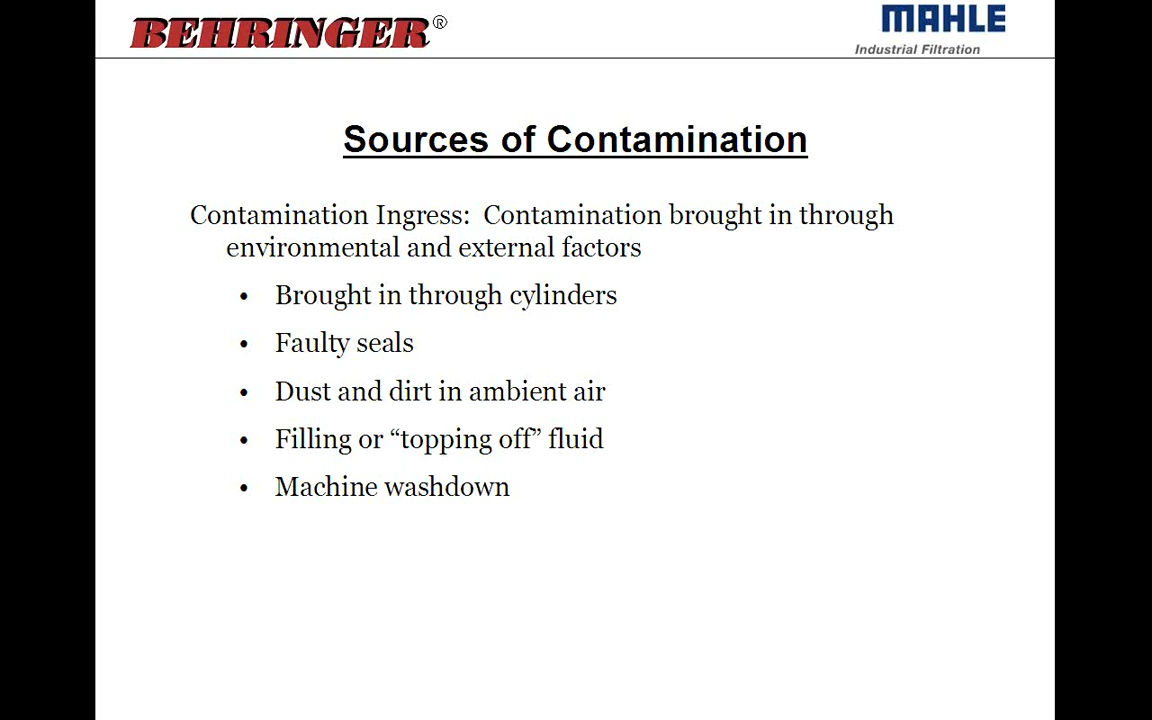 BEHRINGER®
MAHLE
Industrial Filtration
Sources of Contamination
Contamination Ingress: Contamination brought in through
environmental and external factors
• Brought in through cylinders
• Faulty seals
• Dust and dirt in ambient air
• Filling or “topping off” fluid
• Machine washdown